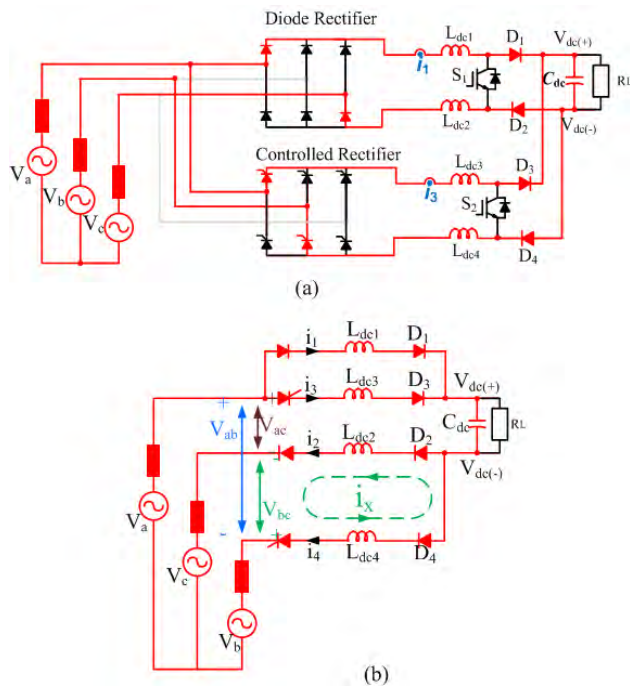 Diode Rectifier
i1
Ldc1
D1
Vdc(+)
S1
Cdc
RL
Ldc2
D2
Vdc(-)
Va
Vb
Vc
Controlled Rectifier
i3
Ldc3
D3
S2
Ldc4
D4
(a)
i1
Ldc1
D1
+
+
i3
Ldc3
D3
Vdc(+)
Vab
Vac
-
i2
Ldc2
D2
Cdc
RL
Vdc(-)
Vbc
ix
Va
-
+
i4
Ldc4
D4
Vc
Vb
(b)